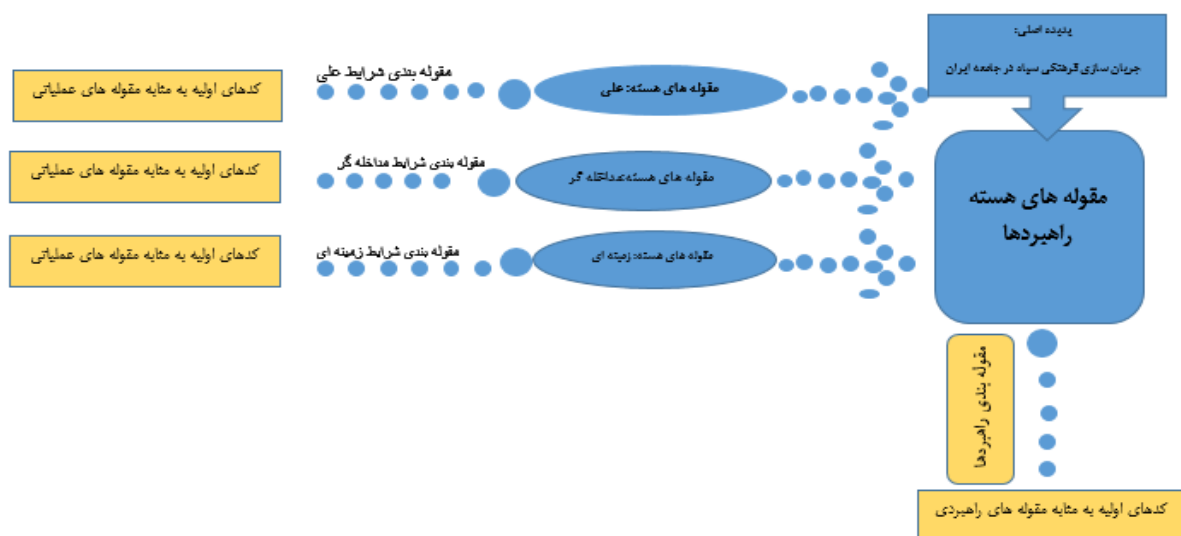 پدیده اصلی:
جریان سازی فرهنگی سپاه در جامعه ایران
مقوله های هسته
راهبردها
مقوله های هسته: علی
مقوله بندی شرایط علی
کدهای اولیه به مثابه مقوله های عملیاتی
مقوله های هسته:مداخله گر
مقوله بندی شرایط مداخله گر
کدهای اولیه به مثابه مقوله های عملیاتی
مقوله های هسته: زمینه ای
مقوله بندی شرایط زمینه ای
کدهای اولیه به مثابه مقوله های عملیاتی
مقوله بندی راهبردها
کدهای اولیه به مثابه مقوله های راهبردی